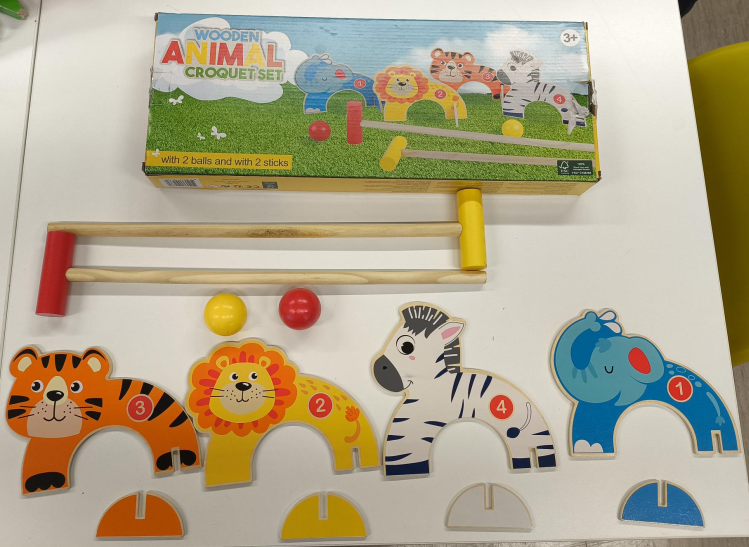 WOODEN
ANIMAL
CROQUET SET
3+
1
2
3
4
with 2 balls and with 2 sticks
FSC
3
2
4
1